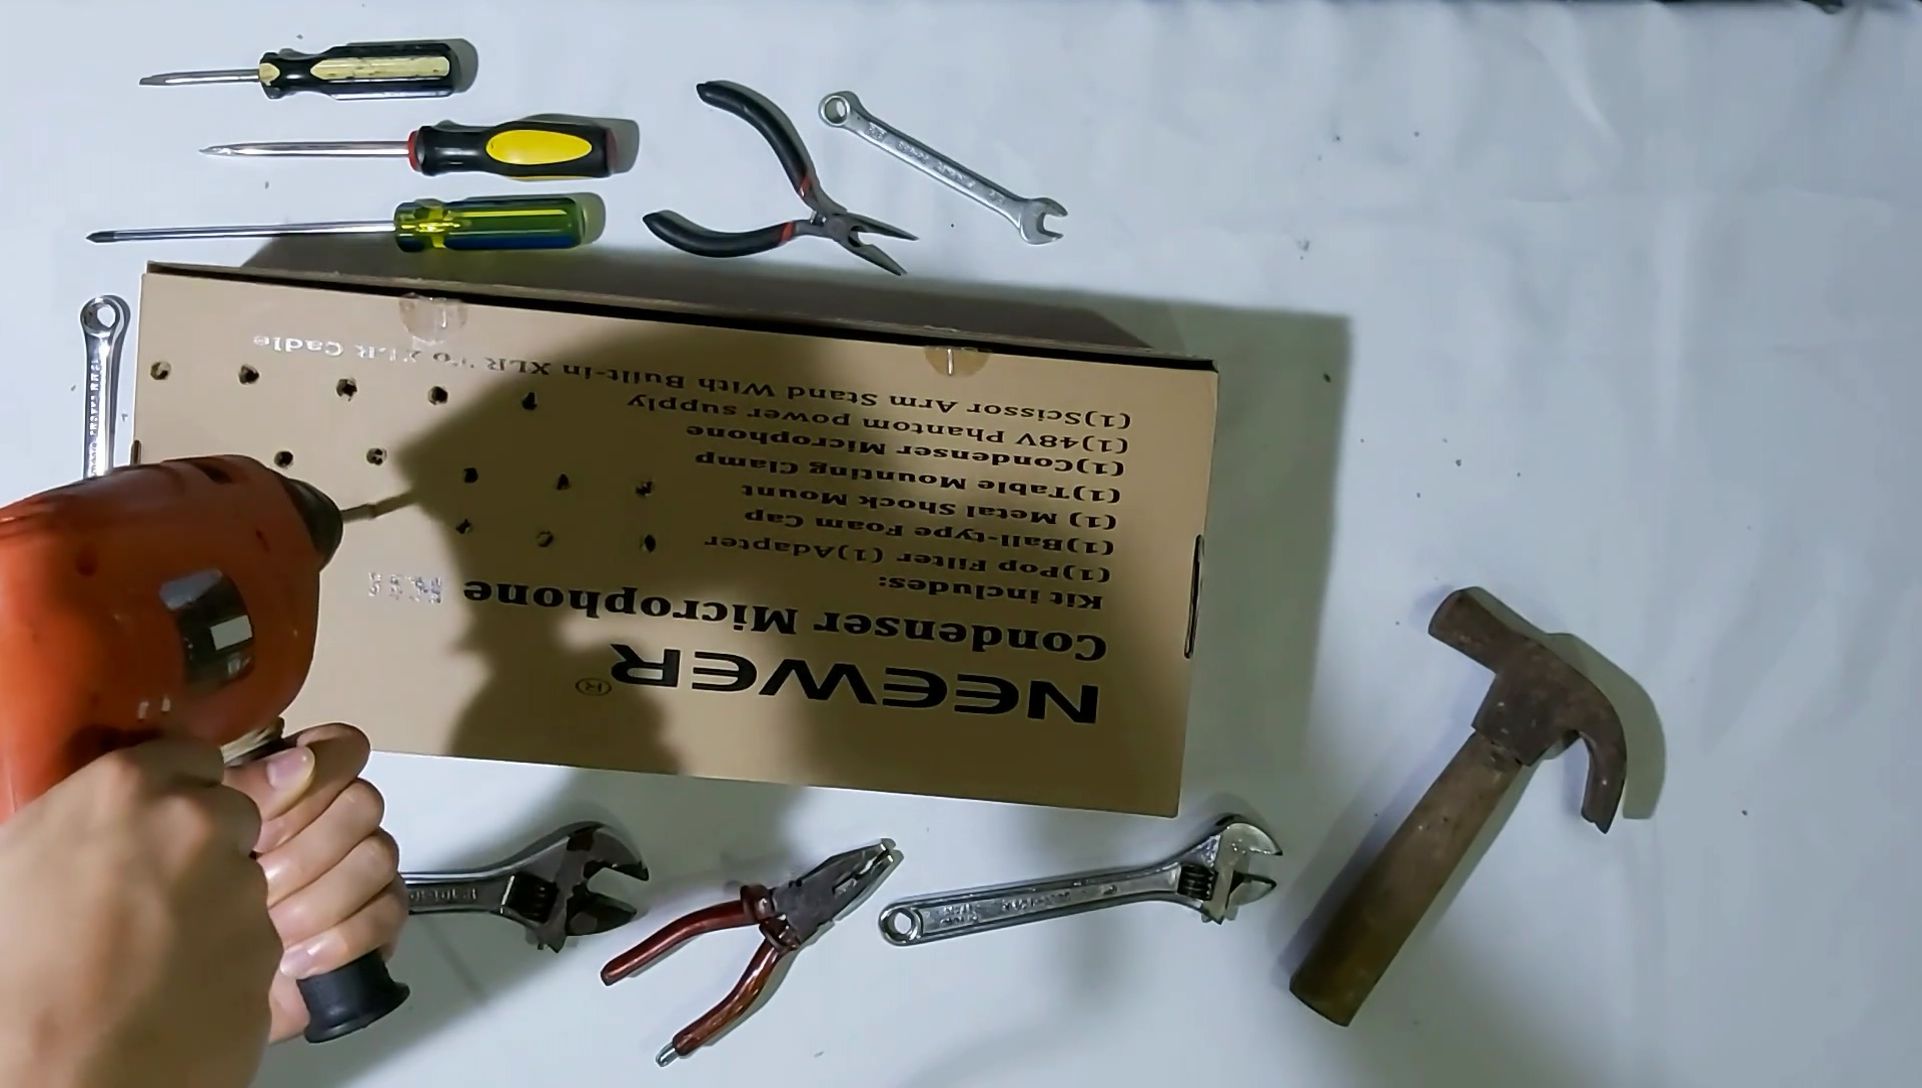 NEEWER®
Condenser Microphone
Kit includes:
(1)Pop Filter (1)Adapter
(1)Ball-type Foam Cap
(1) Metal Shock Mount
(1)Table Mounting Clamp
(1)Condenser Microphone
(1)48V Phantom power supply
(1)Scissor Arm Stand With Built-in XLR To XLR Cadle